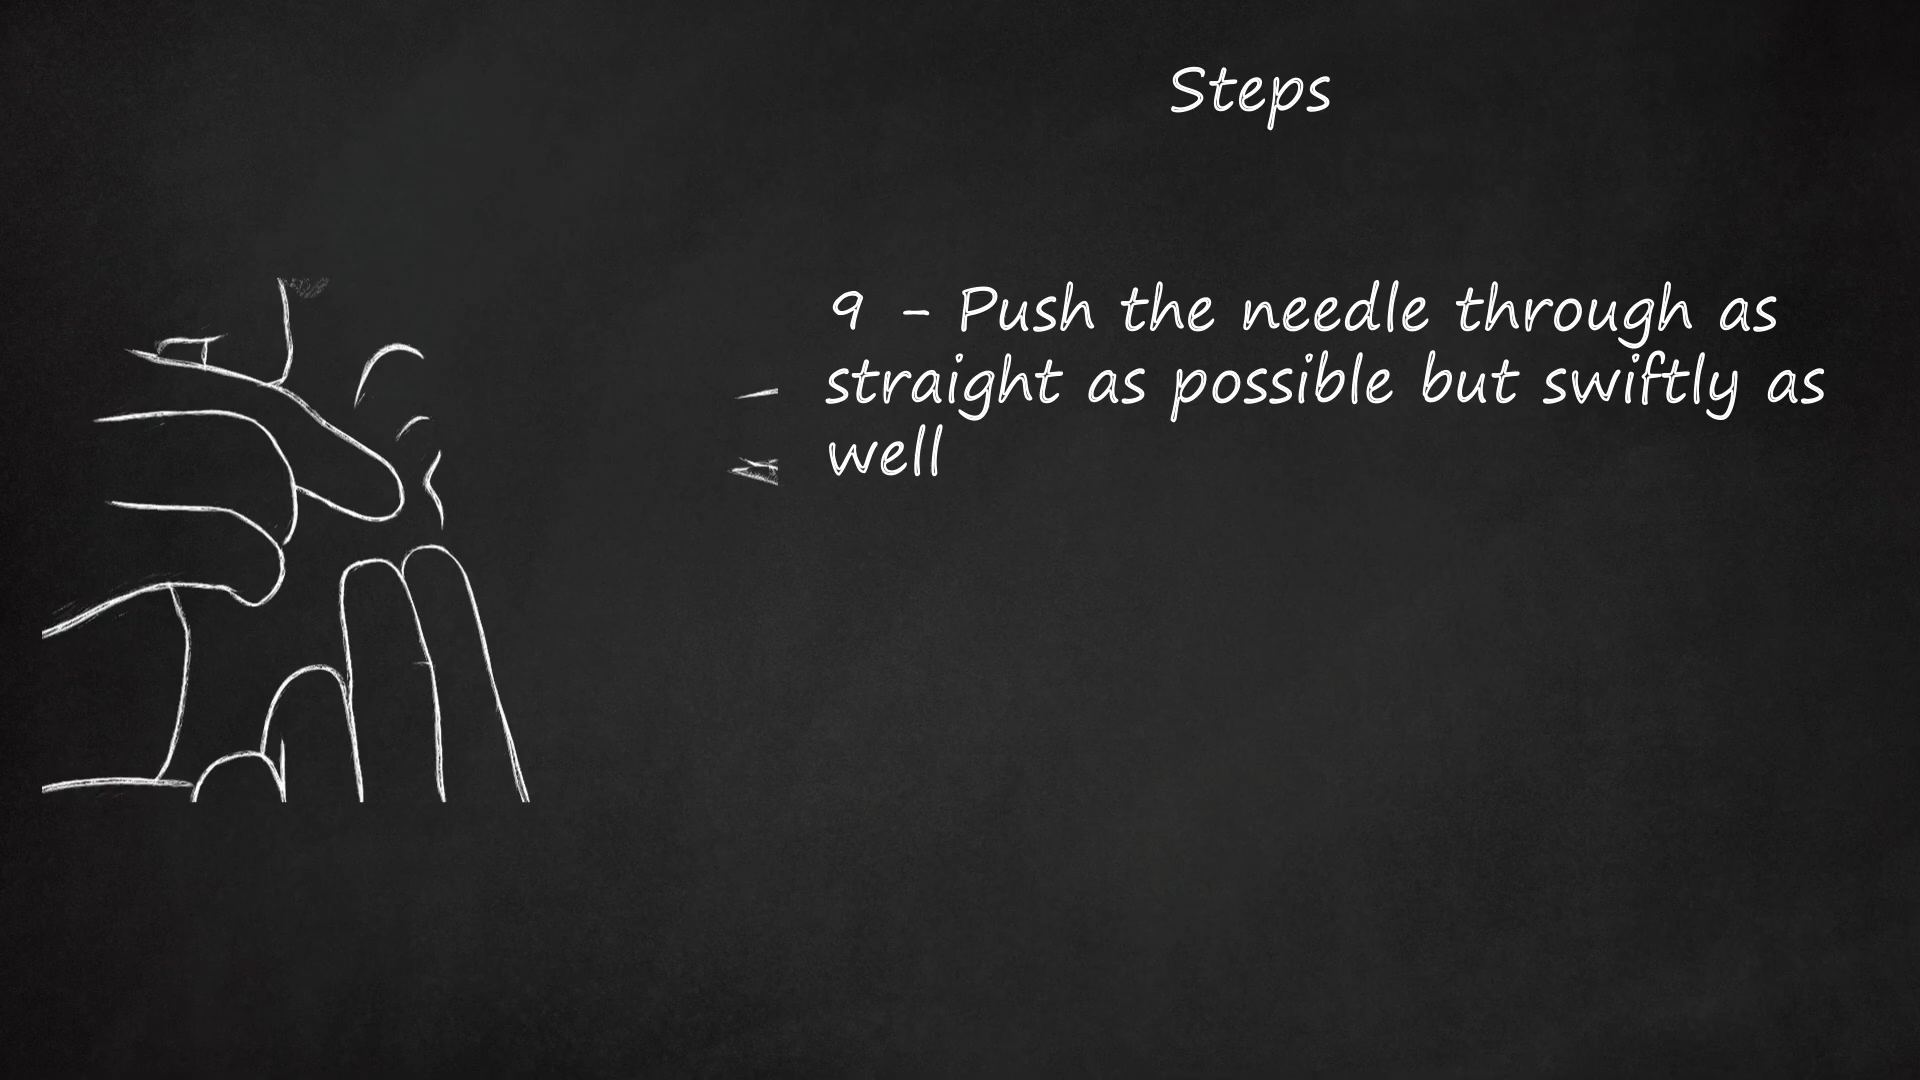 Steps
9 - Push the needle through as
straight as possible but swiftly as
well